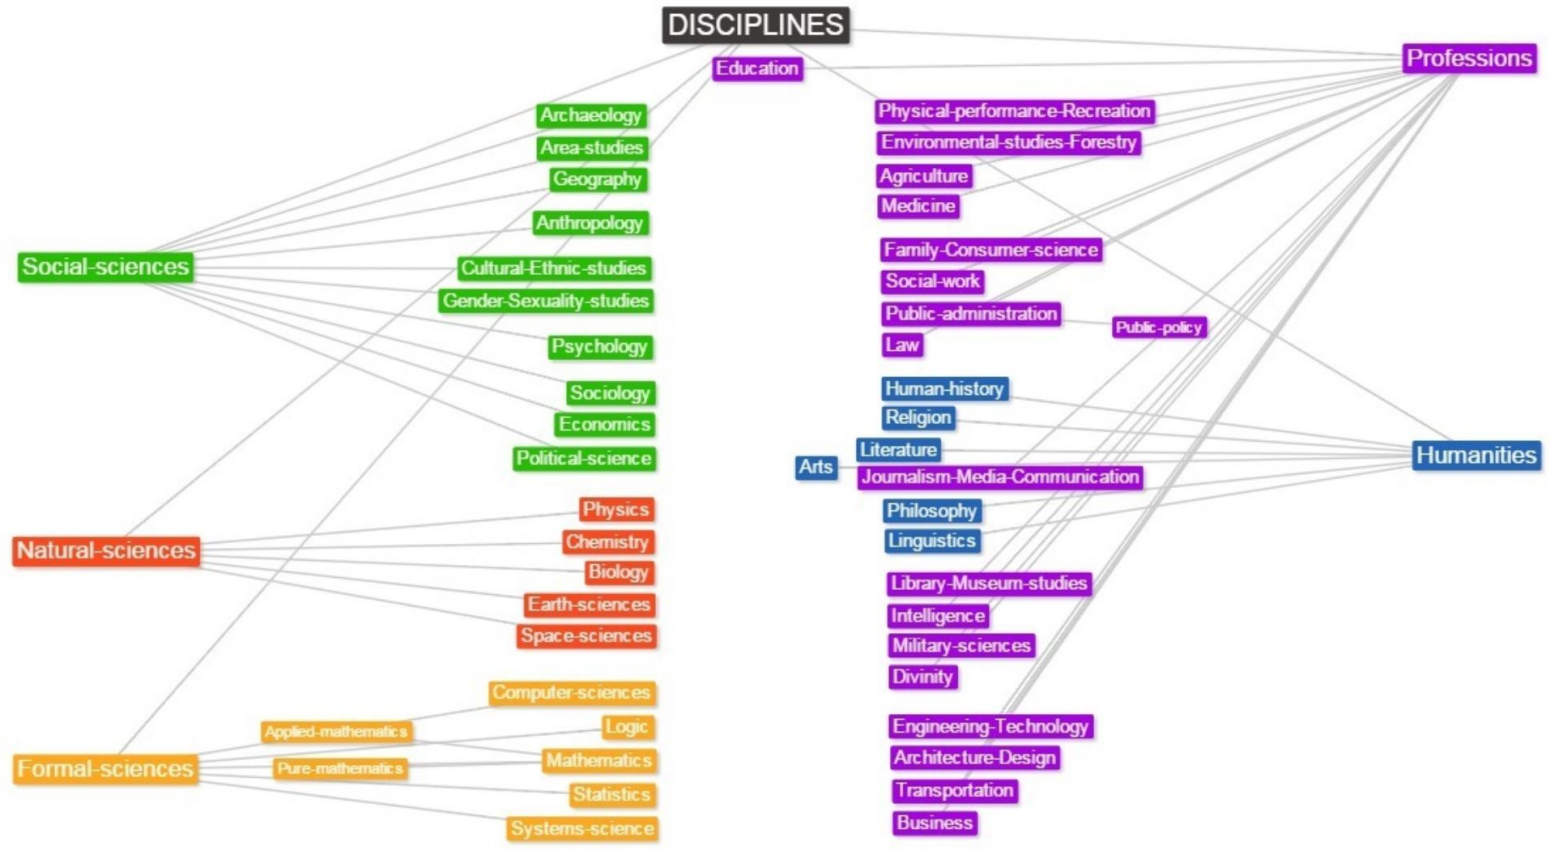 DISCIPLINES
Professions
Education
Archaeology
Area-studies
Geography
Anthropology
Social-sciences
Cultural-Ethnic-studies
Gender-Sexuality-studies
Psychology
Sociology
Economics
Political-science
Physics
Natural-sciences
Chemistry
Biology
Earth-sciences
Space-sciences
Computer-sciences
Applied-mathematics
Logic
Formal-sciences
Pure-mathematics
Mathematics
Statistics
Systems-science
Physical-performance-Recreation
Environmental-studies-Forestry
Agriculture
Medicine
Family-Consumer-science
Social-work
Public-administration
Public-policy
Law
Human-history
Religion
Literature
Arts
Humanities
Journalism-Media-Communication
Philosophy
Linguistics
Library-Museum-studies
Intelligence
Military-sciences
Divinity
Engineering-Technology
Architecture-Design
Transportation
Business